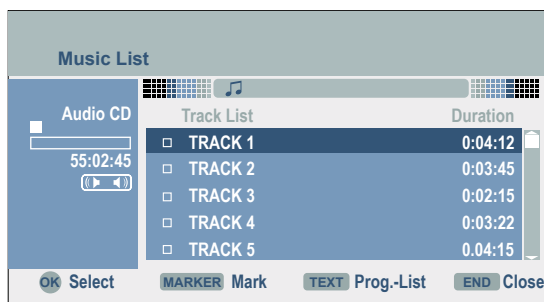 Music List
Audio CD
55:02:45
Track List Duration
TRACK 1 0:04:12
TRACK 2 0:03:45
TRACK 3 0:02:15
TRACK 4 0:03:22
TRACK 5 0.04:15
OK Select MARKER Mark TEXT Prog.-List END Close